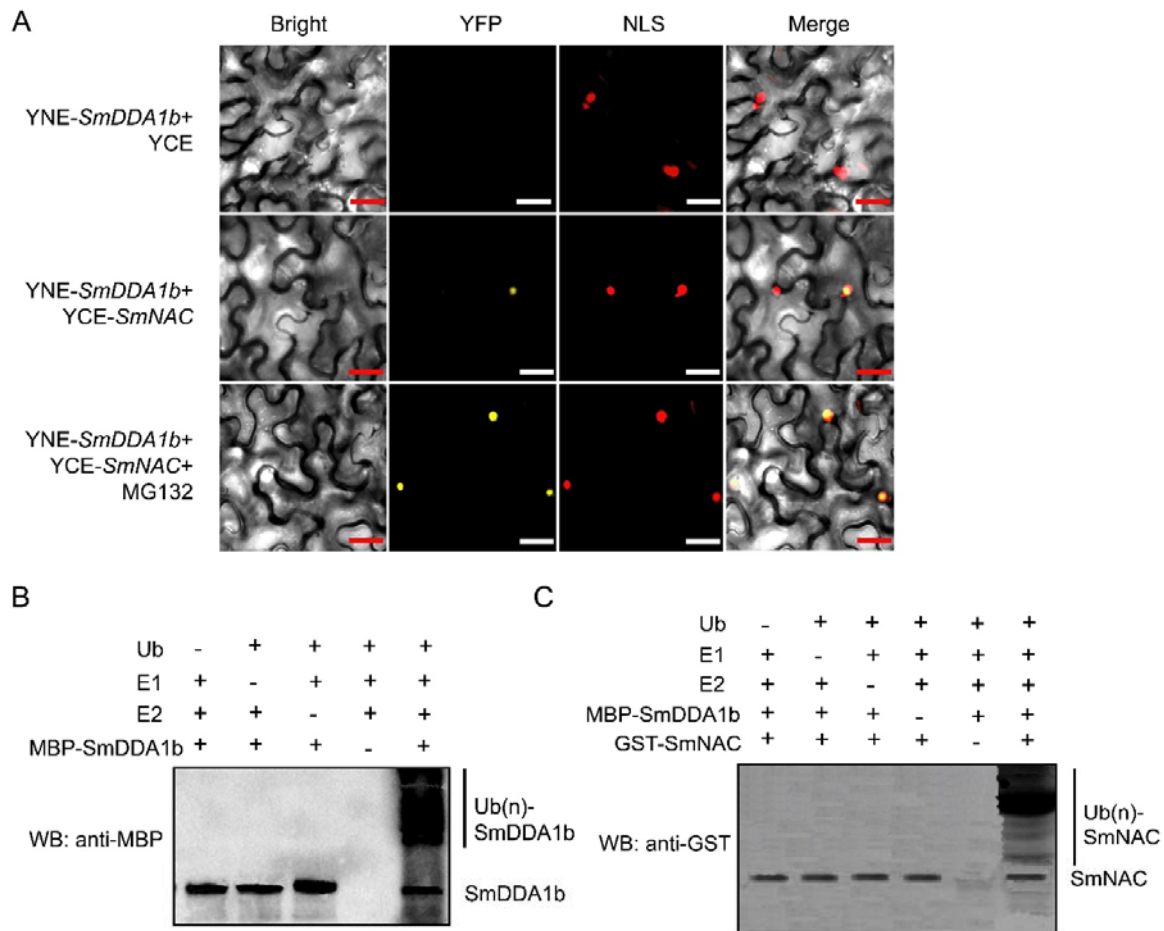 A
Bright YFP NLS Merge
YNE-SmDDA1b+
YCE
YNE-SmDDA1b+
YCE-SmNAC
YNE-SmDDA1b+
YCE-SmNAC+
MG132
B
Ub - + + + +
E1 + - + + +
E2 + + - + +
MBP-SmDDA1b + + + - +
WB: anti-MBP
Ub(n)-
SmDDA1b
SmDDA1b
C
Ub - + + + + +
E1 + - + + + +
E2 + + - + + +
MBP-SmDDA1b + + + - + +
GST-SmNAC + + + + - +
WB: anti-GST
Ub(n)-
SmNAC
SmNAC